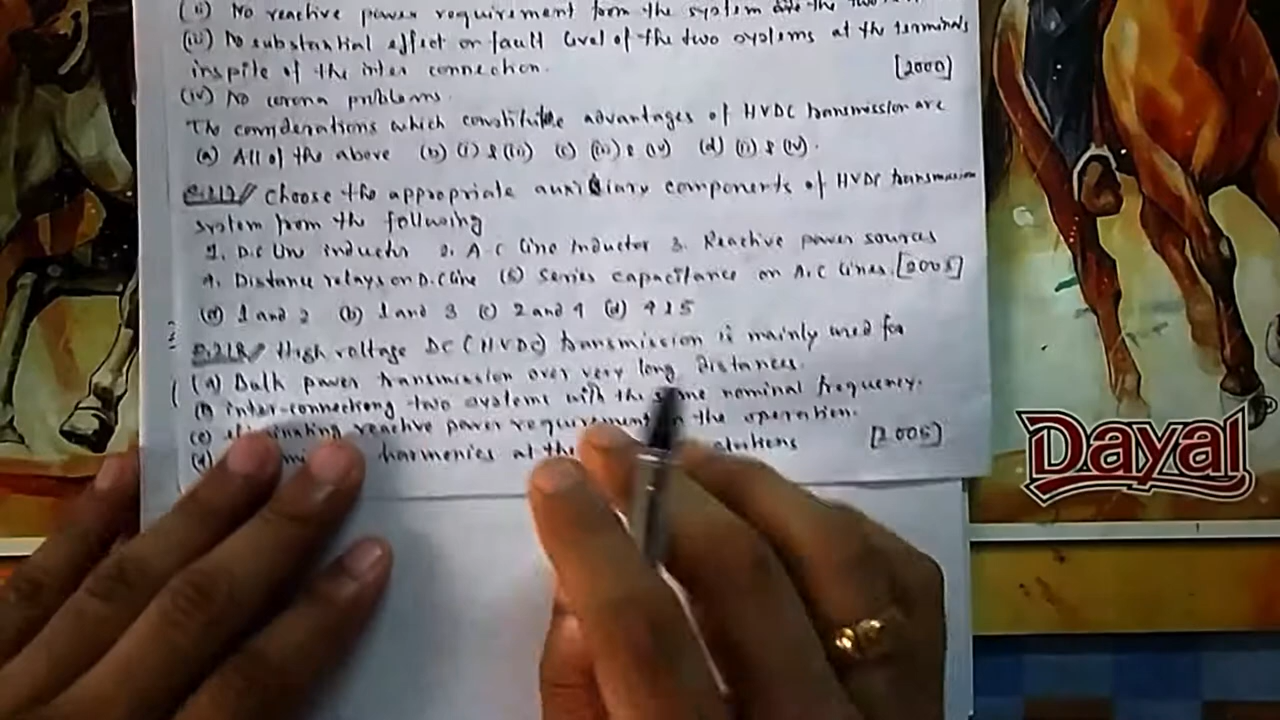 (ii) No reactive power requirement form the system the two
(iii) No substantial effect on fault level of the two systems at the terminals
inspite of the inter connection. [2000]
(iv) No corona problems.
The considerations which constitute advantages of HVDC transmission are
(a) All of the above (b) (i) & (iii) (c) (iii) & (iv) (d) (ii) & (iv).
Choose the appropriate auxiliary components of HVDC transmission
system from the following
1. D.C line inductor 2. A.C line inductor 3. Reactive power sources
4. Distance relays on D.C line (5) Series capacitance on A.C lines.
(a) 1 and 2 (b) 1 and 3 (c) 2 and 4 (d) 4 & 5
High voltage DC (HVDC) transmission is mainly used for
(a) Bulk power transmission over very long distances.
(b) inter-connectiong two systems with the same nominal frequency.
(c) reactive power requirement the operation.
(d) harmonics at [2005]
Dayal